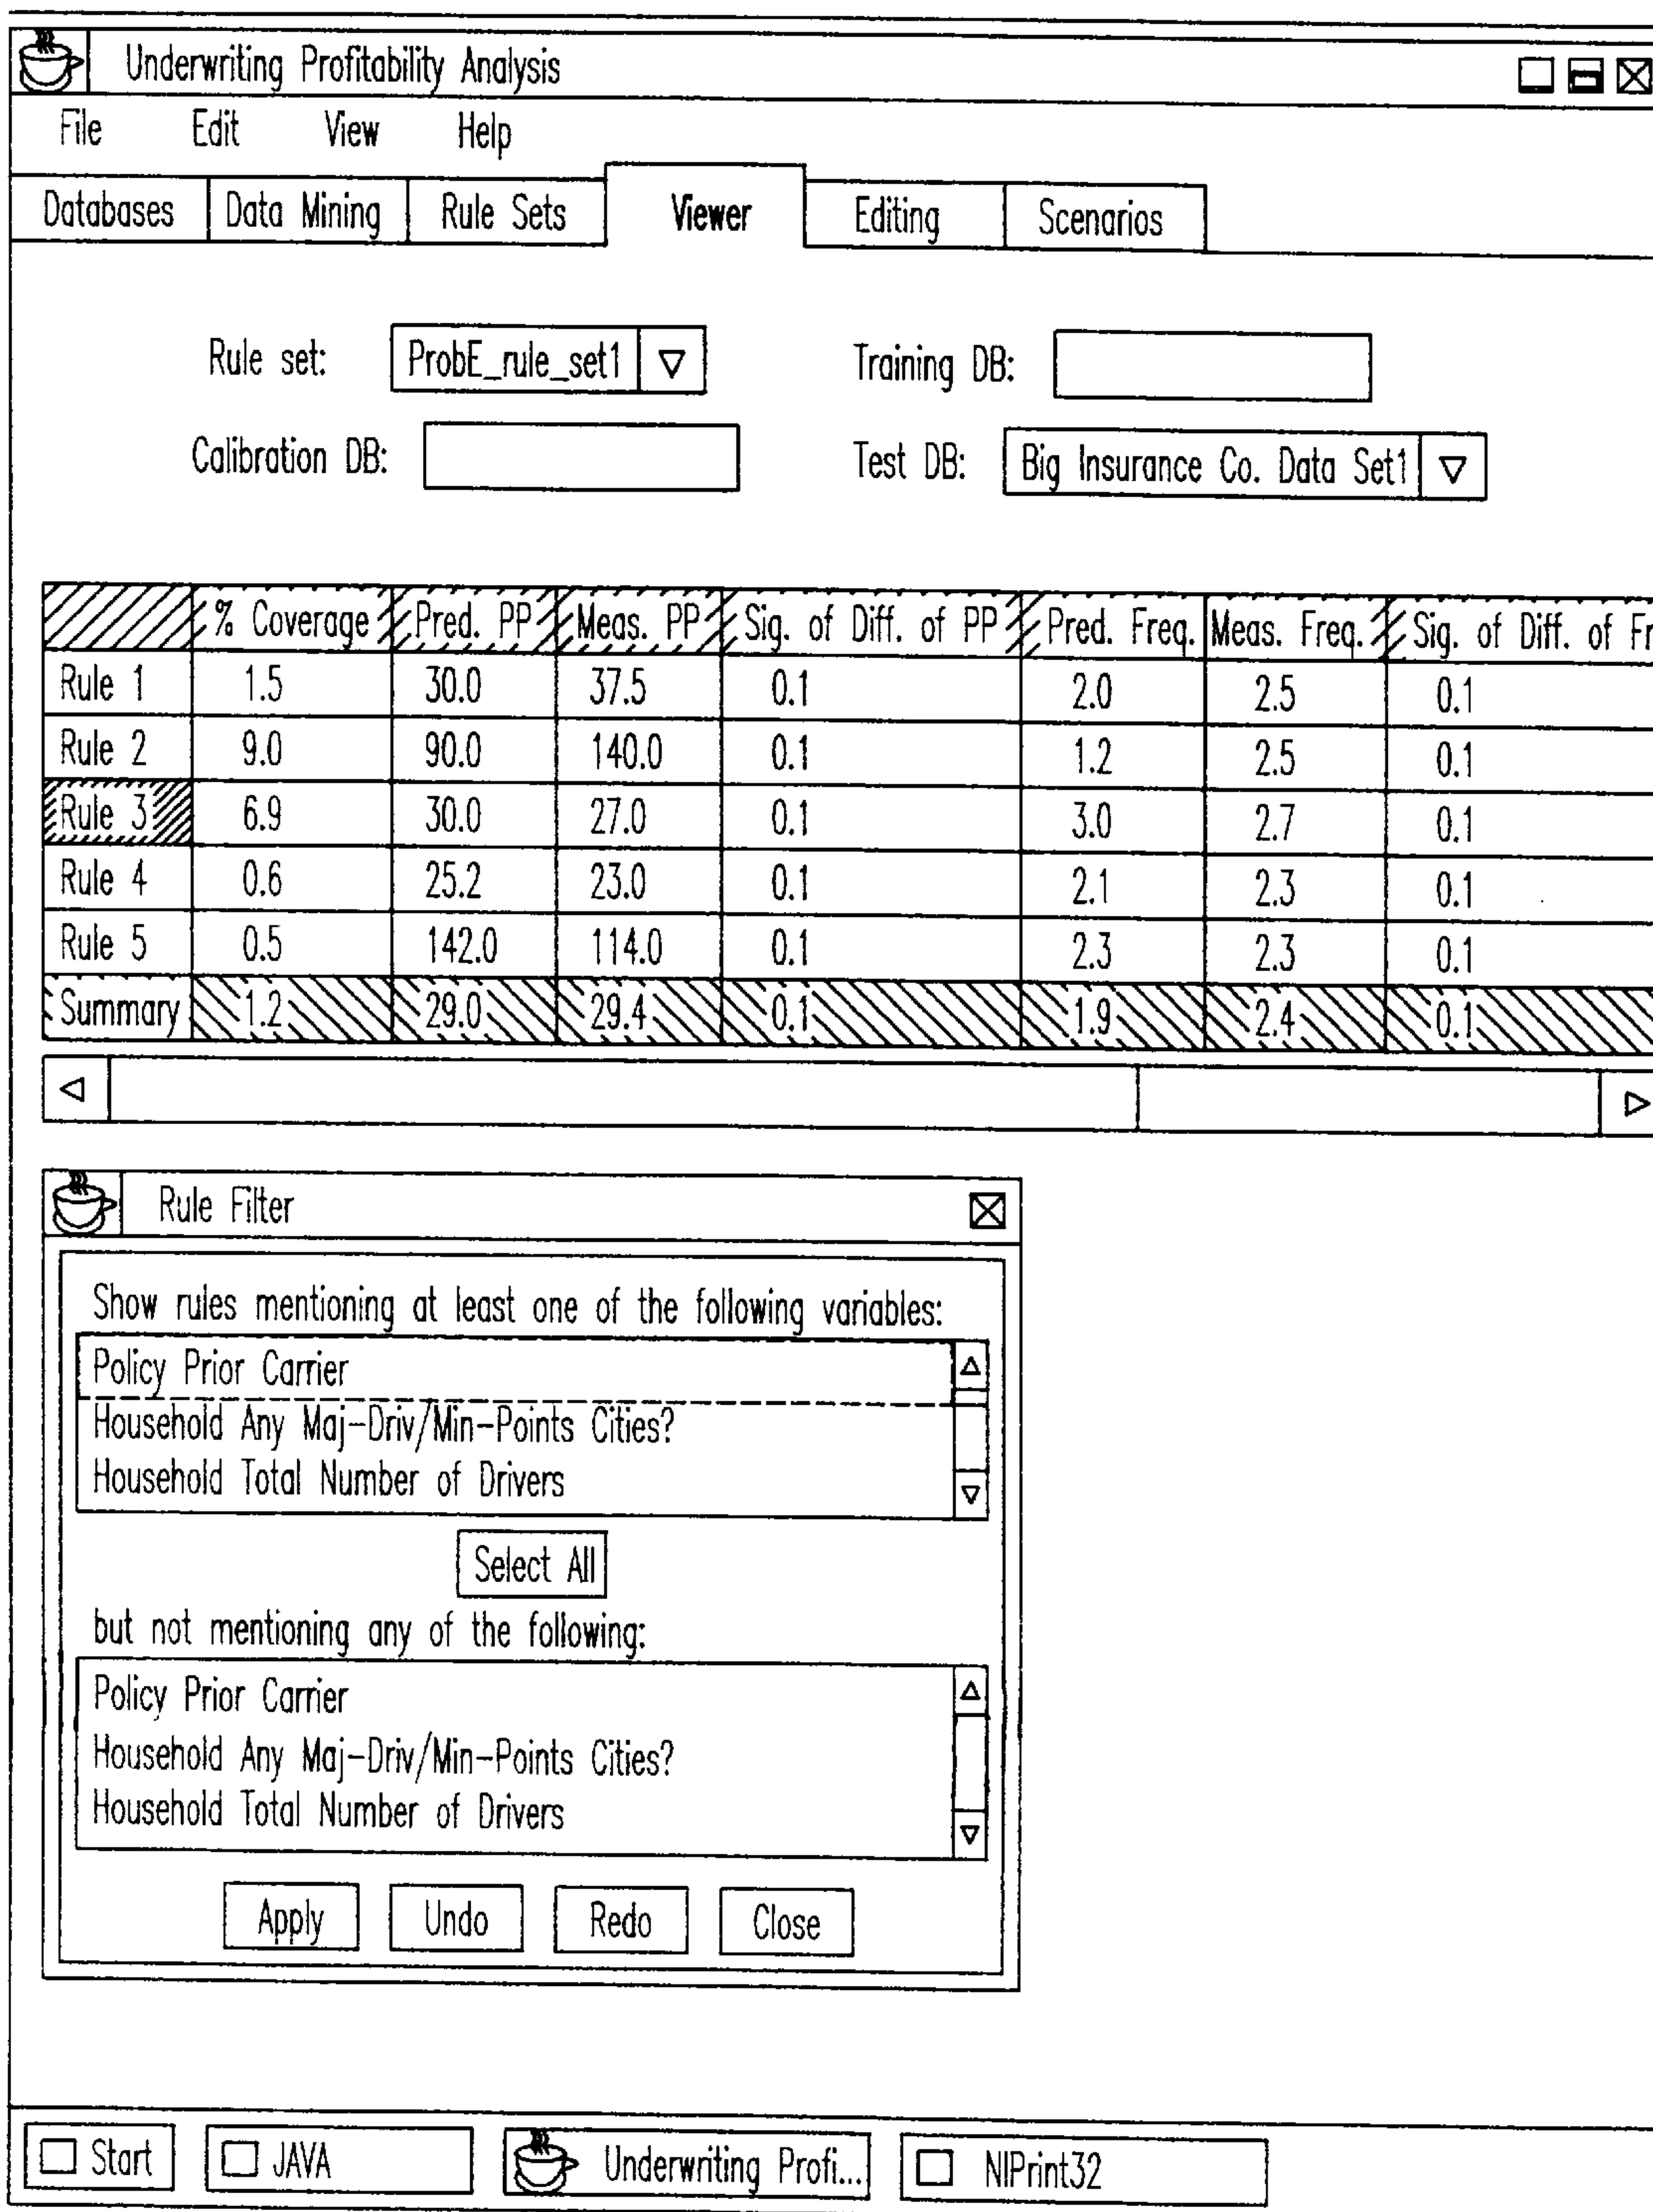 Underwriting Profitability Analysis
File Edit View Help
Databases Data Mining Rule Sets Viewer Editing Scenarios
Rule set: ProbE_rule_set1 Training DB:
Calibration DB: Test DB: Big Insurance Co. Data Set1
% Coverage Pred. PP Meas. PP Sig. of Diff. of PP Pred. Freq. Meas. Freq. Sig. of Diff. of Fr
Rule 1 1.5 30.0 37.5 0.1 2.0 2.5 0.1
Rule 2 9.0 90.0 140.0 0.1 1.2 2.5 0.1
Rule 3 6.9 30.0 27.0 0.1 3.0 2.7 0.1
Rule 4 0.6 25.2 23.0 0.1 2.1 2.3 0.1
Rule 5 0.5 142.0 114.0 0.1 2.3 2.3 0.1
Summary 1.2 29.0 29.4 0.1 1.9 2.4 0.1
Rule Filter
Show rules mentioning at least one of the following variables:
Policy Prior Carrier
Household Any Maj-Driv/Min-Points Cities?
Household Total Number of Drivers
Select All
but not mentioning any of the following:
Policy Prior Carrier
Household Any Maj-Driv/Min-Points Cities?
Household Total Number of Drivers
Apply Undo Redo Close
Start JAVA Underwriting Profi... NIPrint32